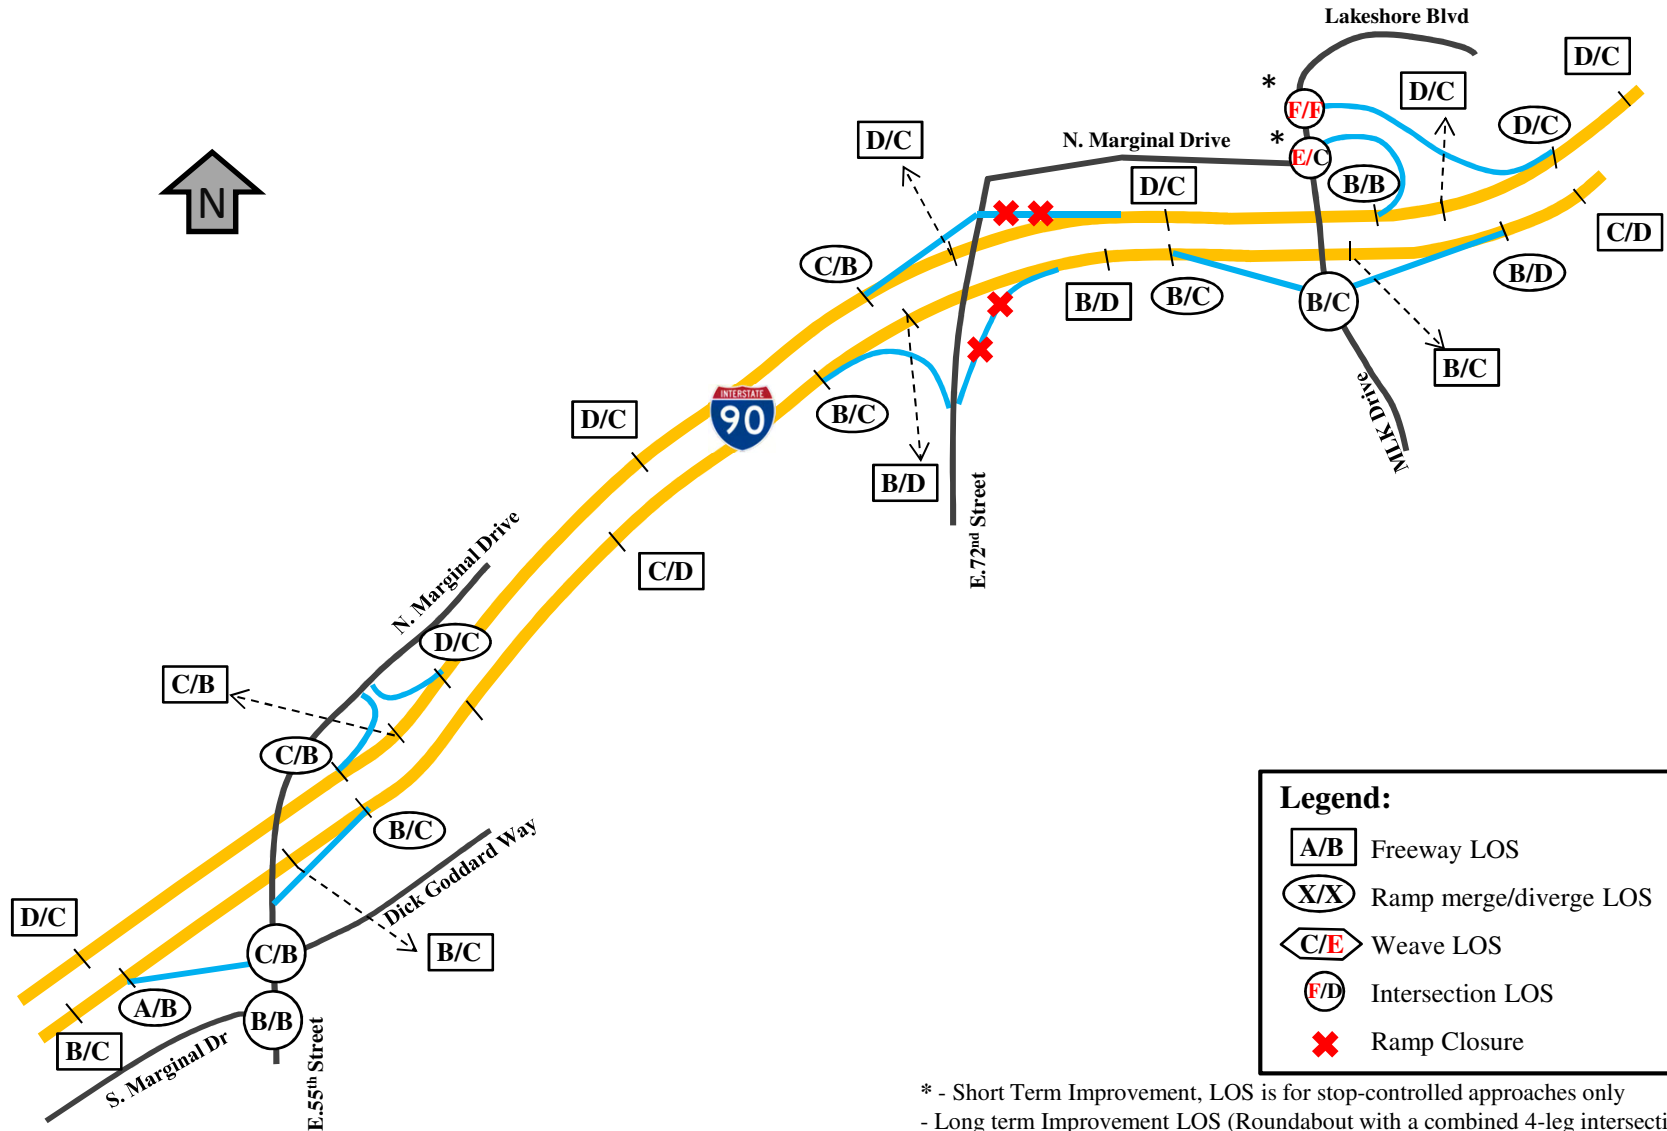 Lakeshore Blvd
D/C
D/C
*
F/F
D/C
D/C
*
N. Marginal Drive
E/C
B/B
D/C
N
C/B
C/D
B/D
B/D
B/C
B/C
B/C
INTERSTATE
90
MLK Drive
D/C
B/C
B/D
E.72nd Street
N. Marginal Drive
C/D
D/C
C/B
C/B
B/C
Dick Goddard Way
D/C
C/B
B/C
A/B
B/B
B/C
S. Marginal Dr
E.55th Street
Legend:
A/B Freeway LOS
X/X Ramp merge/diverge LOS
C/E Weave LOS
F/D Intersection LOS
Ramp Closure
* - Short Term Improvement, LOS is for stop-controlled approaches only
- Long term Improvement LOS (Roundabout with a combined 4-leg intersecti